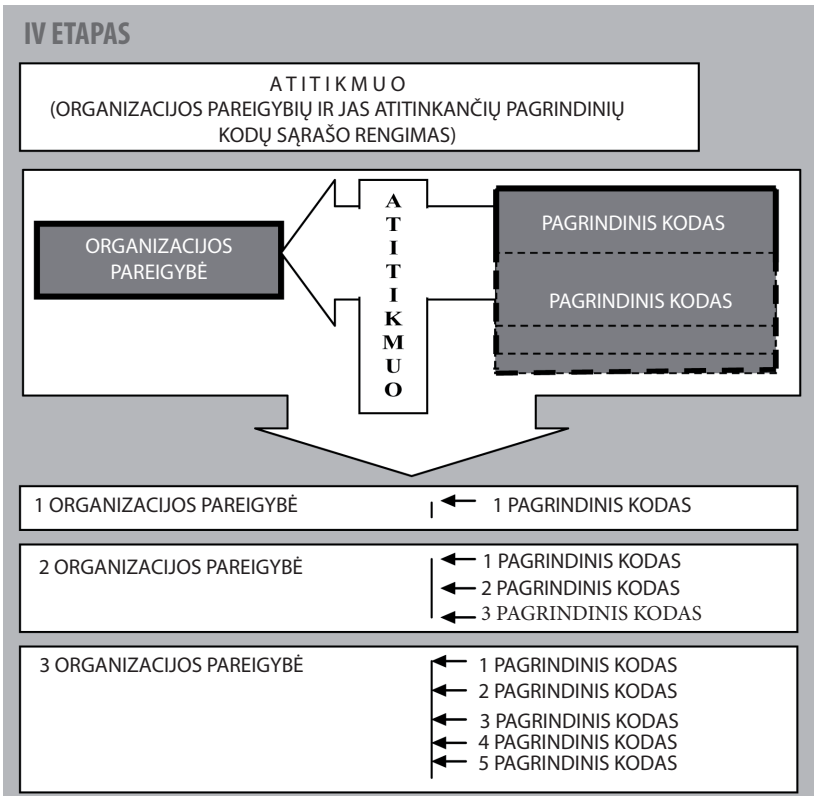 IV ETAPAS
A T I T I K M U O
(ORGANIZACIJOS PAREIGYBIŲ IR JAS ATITINKANČIŲ PAGRINDINIŲ
KODŲ SĄRAŠO RENGIMAS)
ORGANIZACIJOS
PAREIGYBĖ
A
T
I
T
I
K
M
U
O
PAGRINDINIS KODAS
PAGRINDINIS KODAS
1 ORGANIZACIJOS PAREIGYBĖ
1 PAGRINDINIS KODAS
2 ORGANIZACIJOS PAREIGYBĖ
1 PAGRINDINIS KODAS
2 PAGRINDINIS KODAS
3 PAGRINDINIS KODAS
3 ORGANIZACIJOS PAREIGYBĖ
1 PAGRINDINIS KODAS
2 PAGRINDINIS KODAS
3 PAGRINDINIS KODAS
4 PAGRINDINIS KODAS
5 PAGRINDINIS KODAS